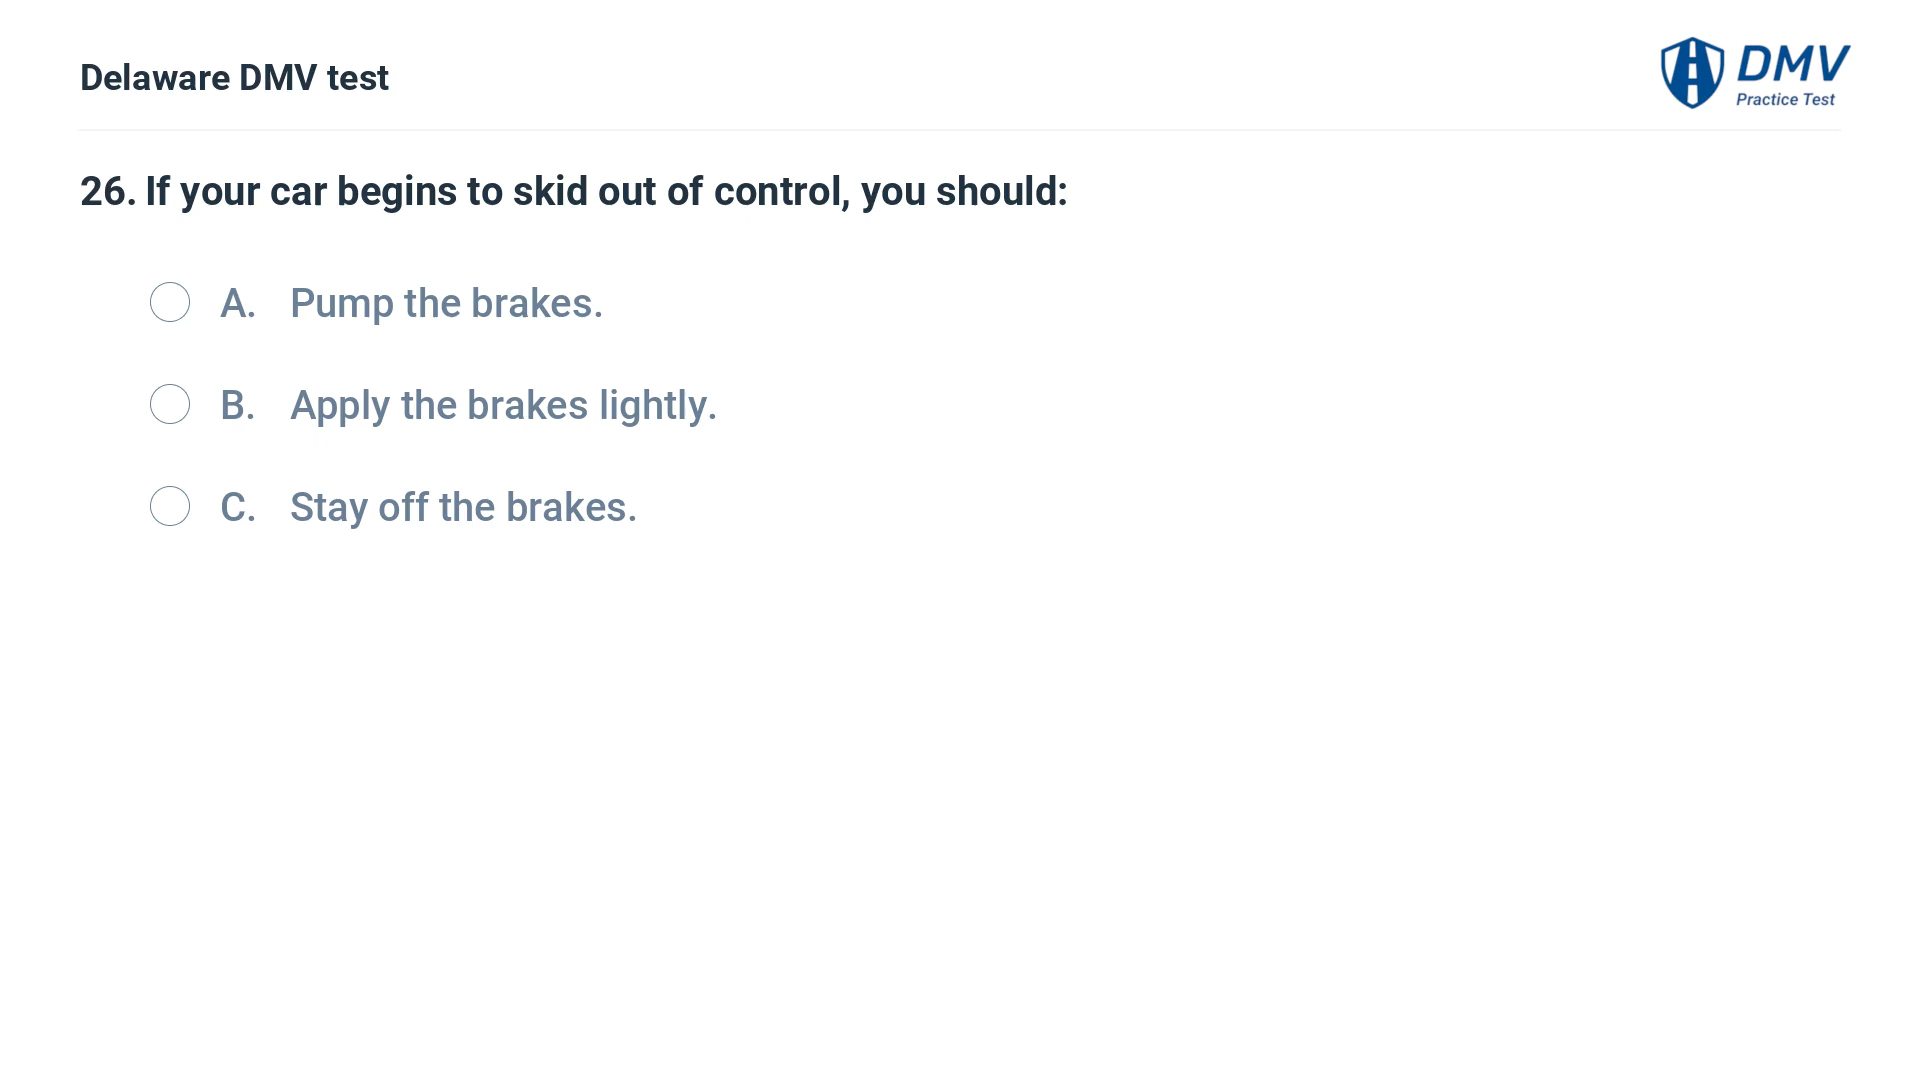 Delaware DMV test
DMV
Practice Test
26. If your car begins to skid out of control, you should:
A. Pump the brakes.
B. Apply the brakes lightly.
C. Stay off the brakes.